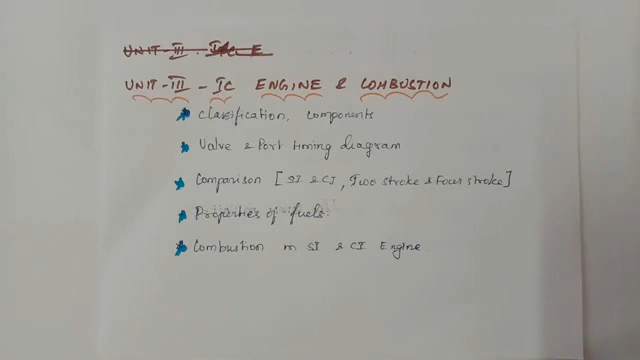 UNIT-III - IC E
UNIT-III - IC ENGINE & COMBUSTION
Classification, components
Valve & Port timing diagram
Comparison [SI & CI, Two stroke & Four stroke]
Properties of fuels.
Combustion in SI & CI Engine.